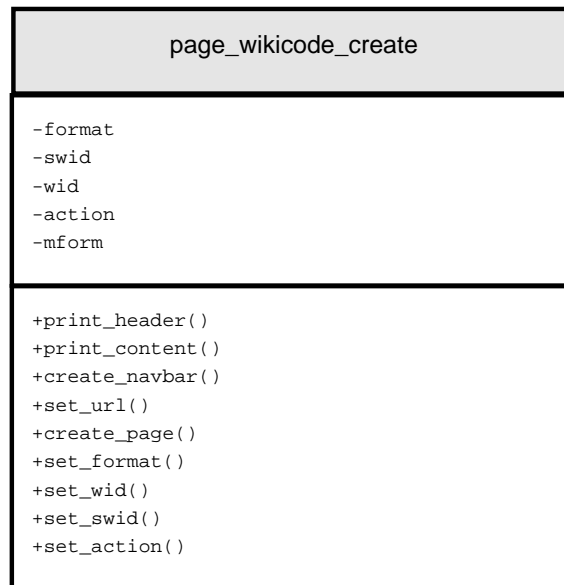 page_wikicode_create
-format
-swid
-wid
-action
-mform
+print_header()
+print_content()
+create_navbar()
+set_url()
+create_page()
+set_format()
+set_wid()
+set_swid()
+set_action()